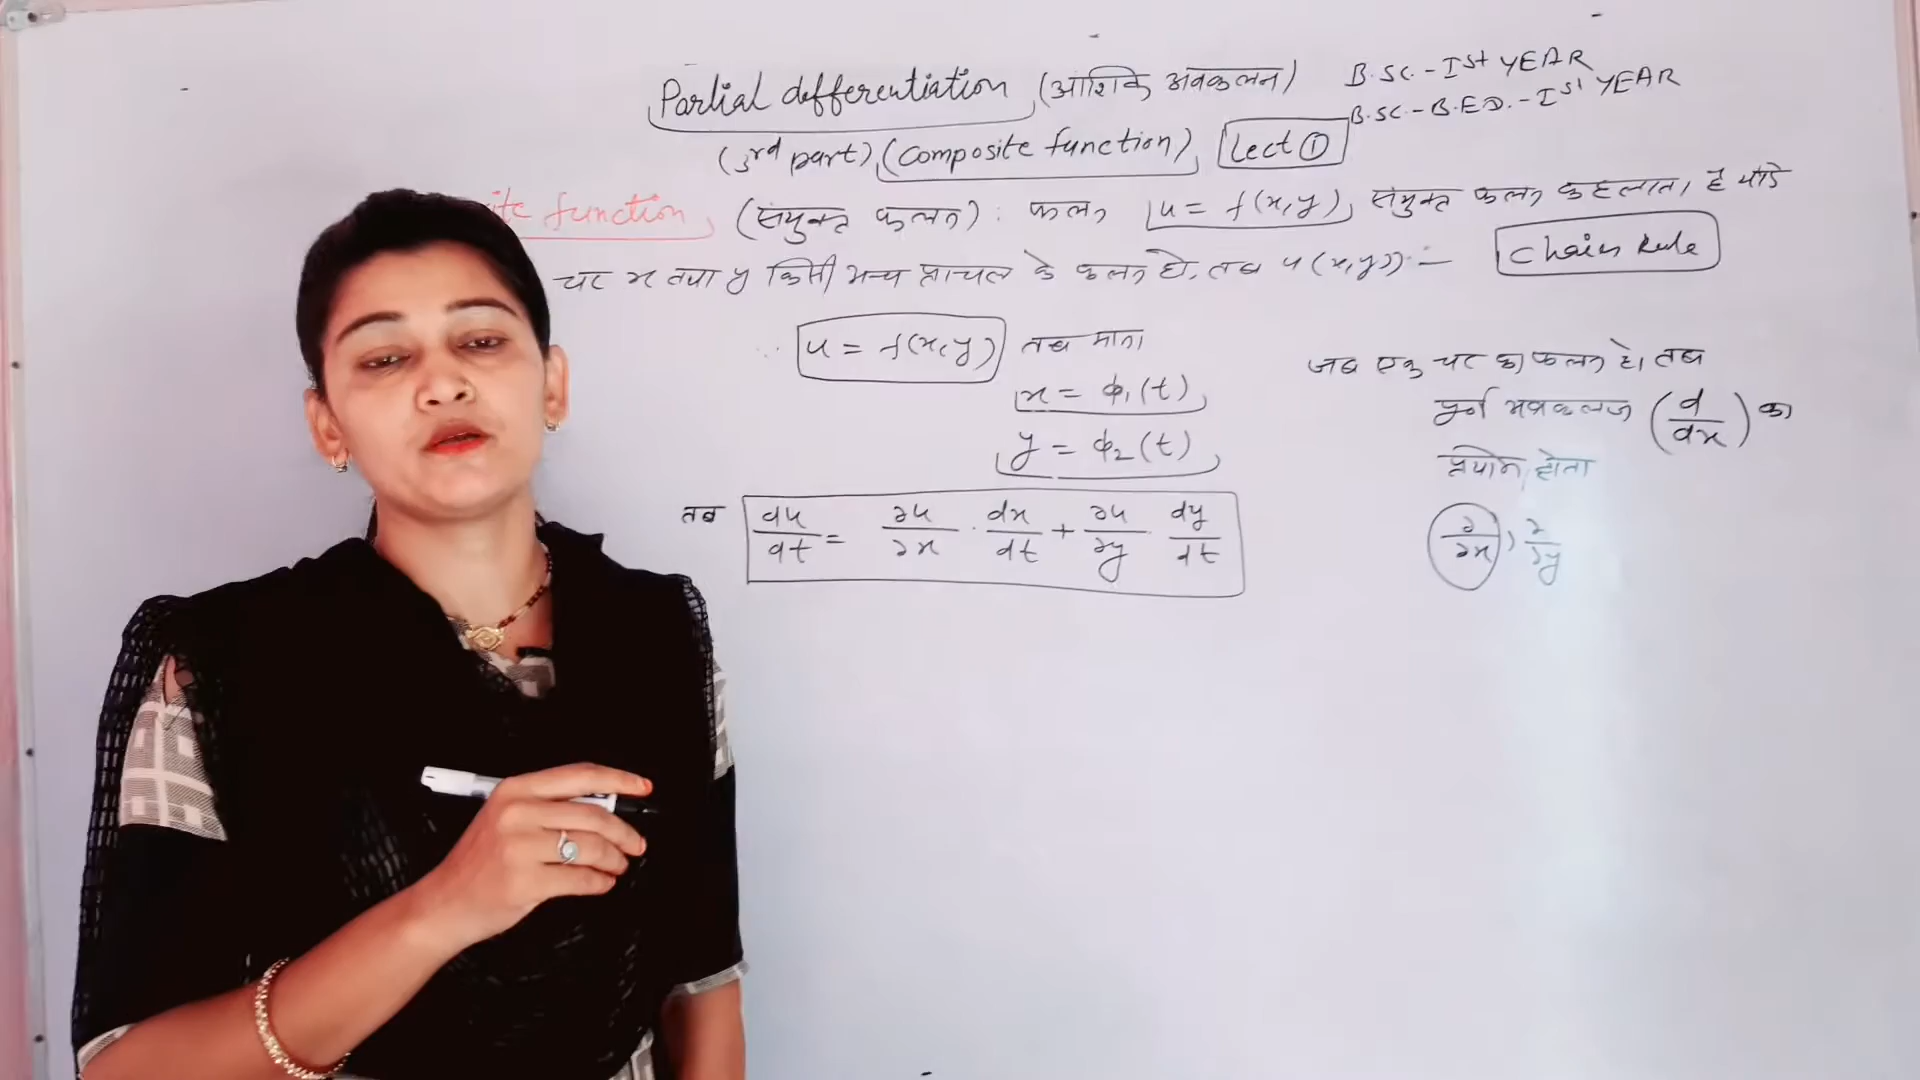 Partial differentiation (आंशिक अवकलन) B.SC.-Ist YEAR
B.SC.-B.ED.-Ist YEAR
(3rd part) (Composite function) Lect ①
ite function (संयुक्त फलन): फलन u = f(x,y) संयुक्त फलन कहलाता है यदि
चर x तथा y किसी अन्य प्राचल के फलन हो, तब u(x,y) :-
Chain Rule
u = f(x,y) तब माना
x = ϕ₁(t)
y = ϕ₂(t)
तब du/dt = ∂u/∂x · dx/dt + ∂u/∂y · dy/dt
जब एक चर का फलन हो तब
पूर्ण अवकलज (d/dx) का
प्रयोग होता
∂/∂x, ∂/∂y